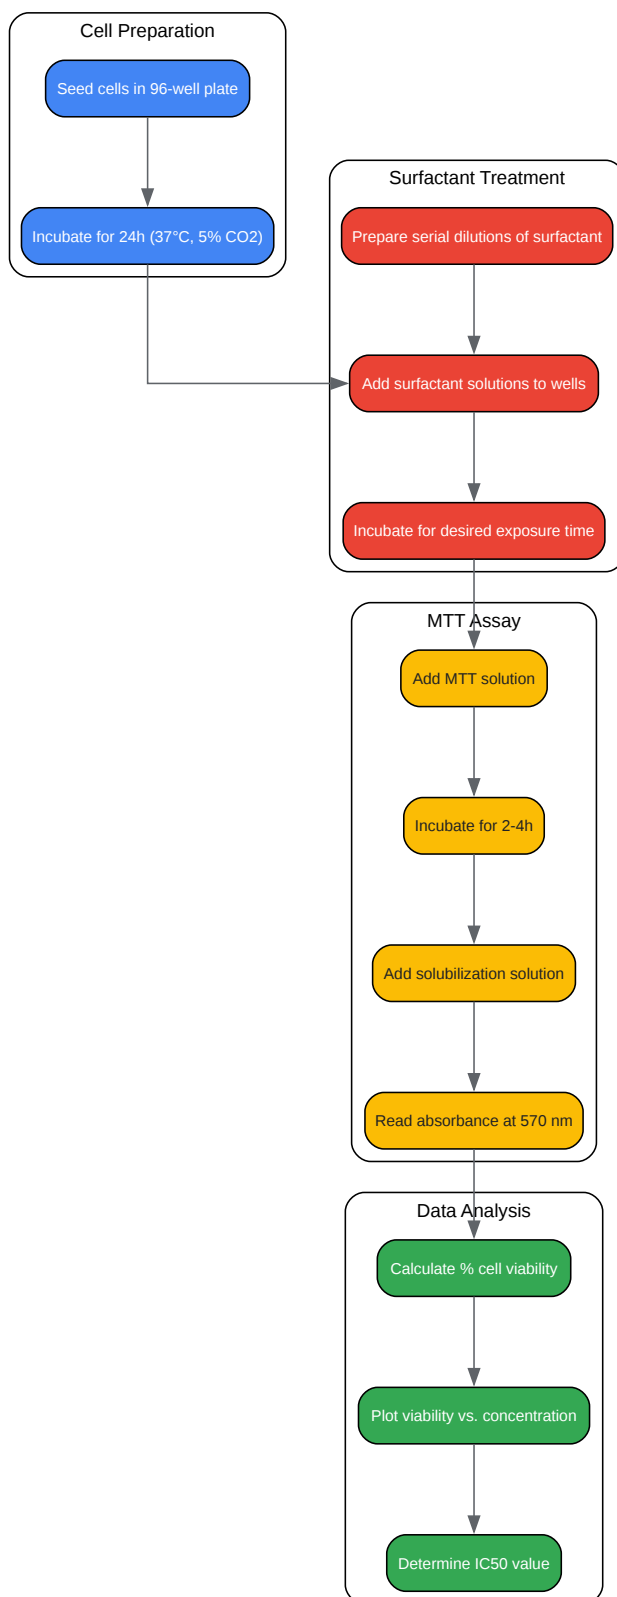 Cell Preparation
Seed cells in 96-well plate
Incubate for 24h (37°C, 5% CO2)
Surfactant Treatment
Prepare serial dilutions of surfactant
Add surfactant solutions to wells
Incubate for desired exposure time
MTT Assay
Add MTT solution
Incubate for 2-4h
Add solubilization solution
Read absorbance at 570 nm
Data Analysis
Calculate % cell viability
Plot viability vs. concentration
Determine IC50 value